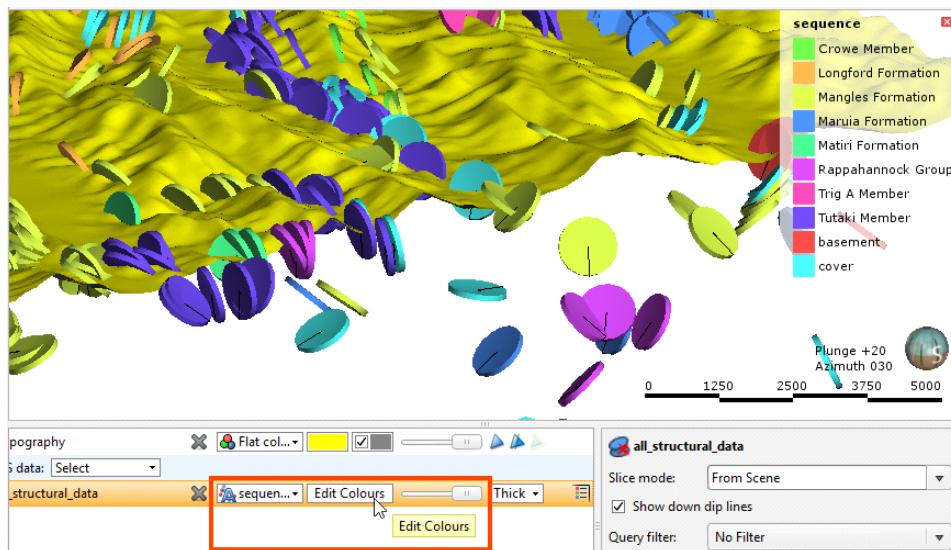 sequence
Crowe Member
Longford Formation
Mangles Formation
Maruia Formation
Matiri Formation
Rappahannock Group
Trig A Member
Tutaki Member
basement
cover
Plunge +20
Azimuth 030
0 1250 2500 3750 5000
pography Flat col...
S data: Select
_structural_data sequen... Edit Colours Thick
Edit Colours
all_structural_data
Slice mode: From Scene
Show down dip lines
Query filter: No Filter